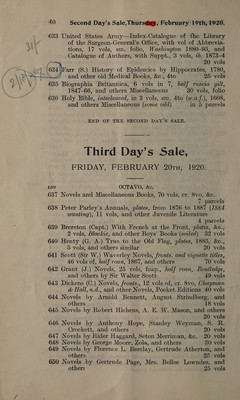 60 Second Day's Sale, Thursday, February 19th, 1920.
633 United States Army—Index-Catalogue of the Library
of the Surgeon-General's Office, with vol of Abbrevia-
tions, 17 vols, sm. folio, Washington 1880-95, and
Catalogue of Authors, with Suppt., 3 vols, 8. 1873-4
20 vols
634 Farr (S.) History of Epidemics by Hippocrates, 1780,
and other old Medical Books, &c., 4to 25 vols
635 Biographia Britannica, 6 vols in 7, half russia gilt,
1747-66, and others Miscellaneous 30 vols, folio
636 Holy Bible, interleaved, in 3 vols, sm. 4to (w.a.f.), 1608,
and others Miscellaneous (some odd) in 5 parcels
END OF THE SECOND DAY'S SALE.
Third Day's Sale,
FRIDAY, FEBRUARY 20TH, 1920.
LOT OCTAVO, &c.
637 Novels and Miscellaneous Books, 70 vols, cr. 8vo, &c.
7 parcels
638 Peter Parley's Annuals, plates, from 1876 to 1887 (1884
wanting), 11 vols, and other Juvenile Literature
4 parcels
639 Brereton (Capt.) With French at the Front, plates, &c.,
2 vols, Blackie, and other Boys' Books (soiled) 32 vols
640 Henty (G. A.) True to the Old Flag, plates, 1885, &c.,
3 vols, and others similar 20 vols
641 Scott (Sir W.) Waverley Novels, fronts. and vignette titles,
46 vols, of, half roan, 1867, and others 70 vols
642 Grant (J.) Novels, 25 vols, fcap., half roan, Routledge,
and others by Sir Walter Scott 49 vols
643 Dickens (C.) Novels, fronts., 12 vols of, cr. 8vo, Chapman
& Hall, n.d., and other Novels, Pocket Editions 40 vols
644 Novels by Arnold Bennett, August Strindberg, and
others 18 vols
645 Novels by Robert Hichens, A. E. W. Mason, and others
20 vols
646 Novels by Anthony Hope, Stanley Weyman, S. R.
Crockett, and others 20 vols
647 Novels by Rider Haggard, Seton Merriman, &c. 20 vols
648 Novels by George Moore, Zola, and others 20 vols
649 Novels by Florence L. Barclay, Gertrude Atherton, and
others 25 vols
650 Novels by Gertrude Page, Mrs. Belloc Lowndes, and
others 25 vols